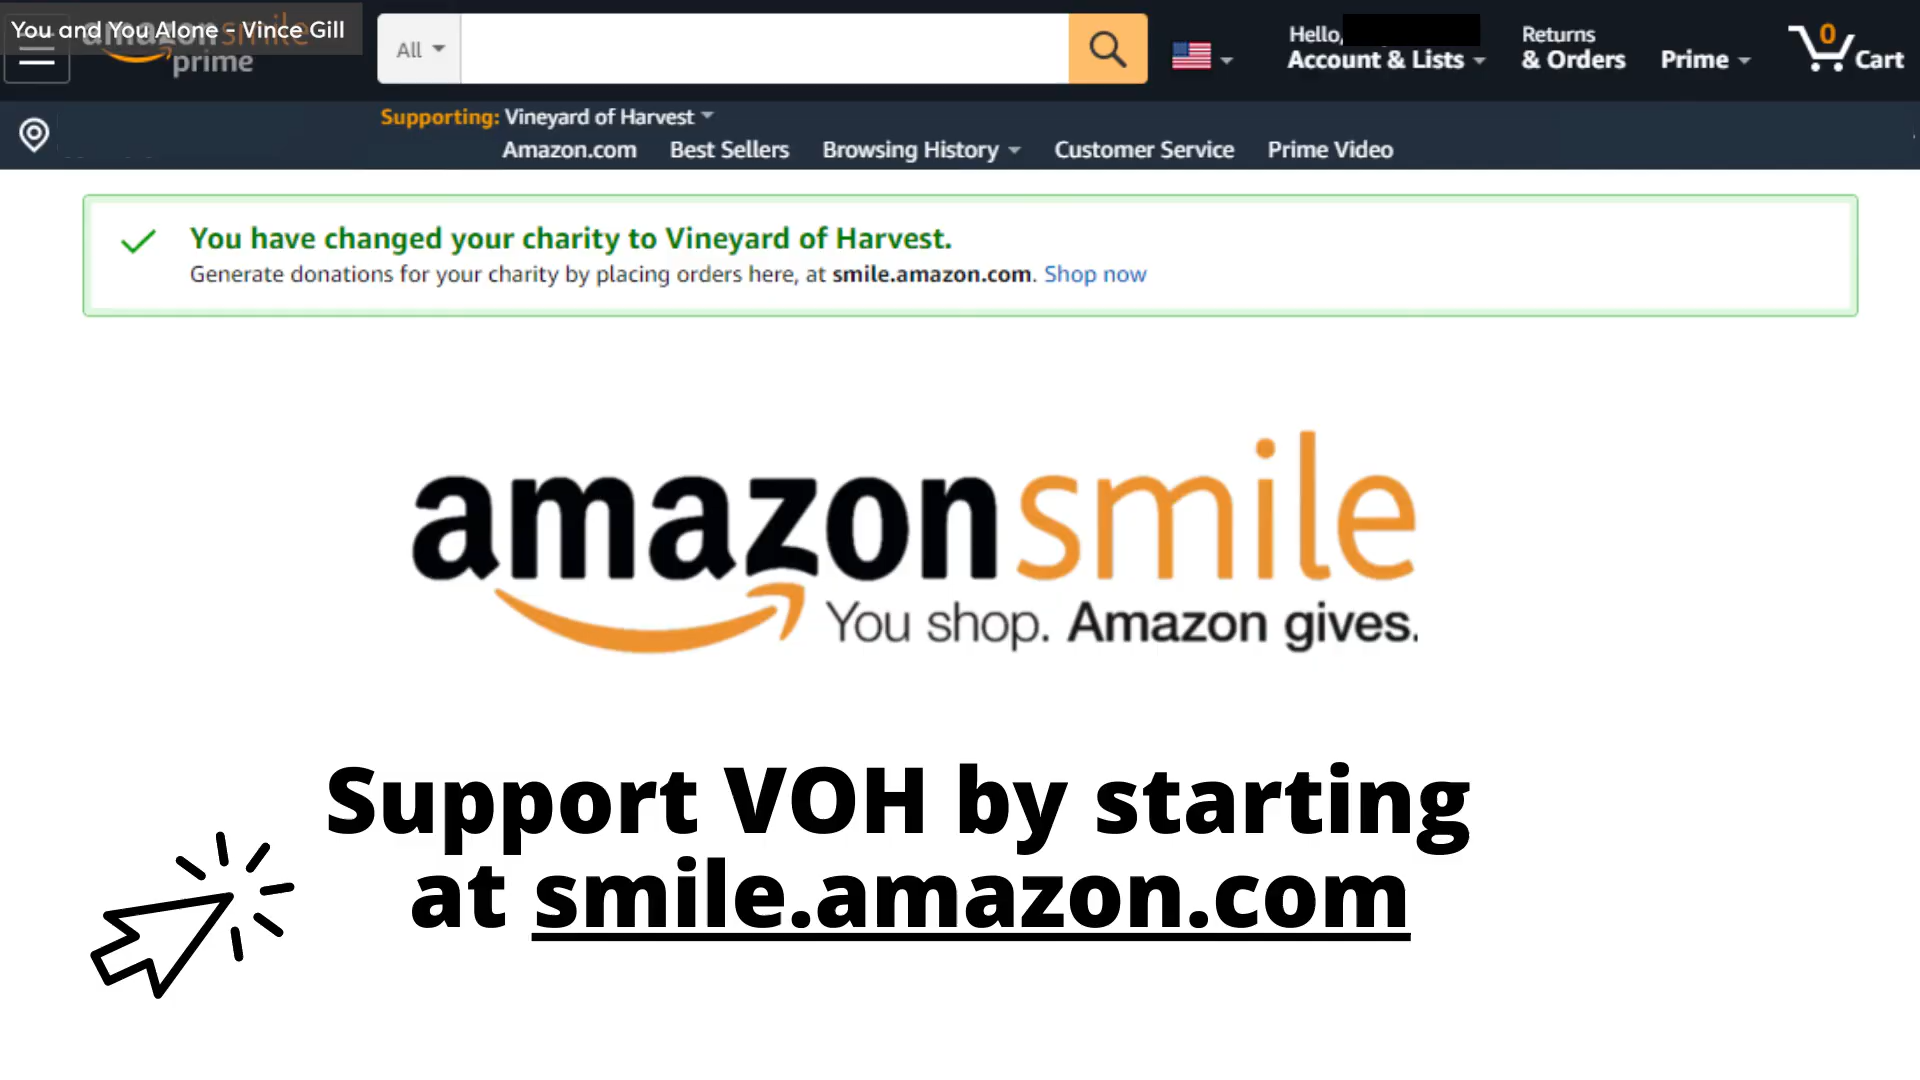 You and You Alone - Vince Gill
amazonsmile
prime
All
Hello,
Account & Lists
Returns
& Orders
Prime
0
Cart
Supporting: Vineyard of Harvest
Amazon.com Best Sellers Browsing History Customer Service Prime Video
You have changed your charity to Vineyard of Harvest.
Generate donations for your charity by placing orders here, at smile.amazon.com. Shop now
amazonsmile
You shop. Amazon gives.
Support VOH by starting
at smile.amazon.com